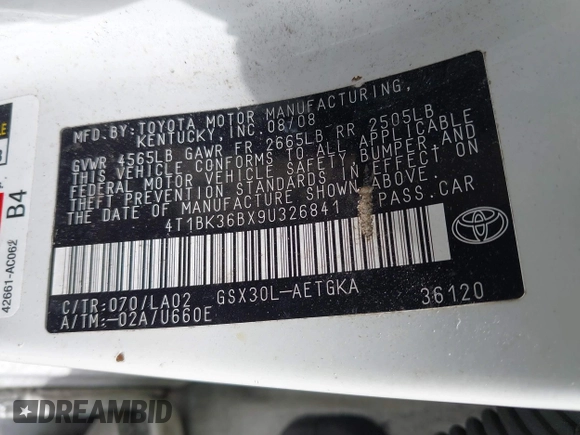 MFD.BY:TOYOTA MOTOR MANUFACTURING,
KENTUCKY,INC. 08/08
GVWR 4565LB GAWR FR 2665LB RR 2505LB
THIS VEHICLE CONFORMS TO ALL APPLICABLE
FEDERAL MOTOR VEHICLE SAFETY, BUMPER, AND
THEFT PREVENTION STANDARDS IN EFFECT ON
THE DATE OF MANUFACTURE SHOWN ABOVE.
4T1BK36BX9U326841 PASS.CAR
C/TR:070/LA02 GSX30L-AETGKA 36120
A/TM:-02A/U660E
B4
42661-AC062
DREAMBID